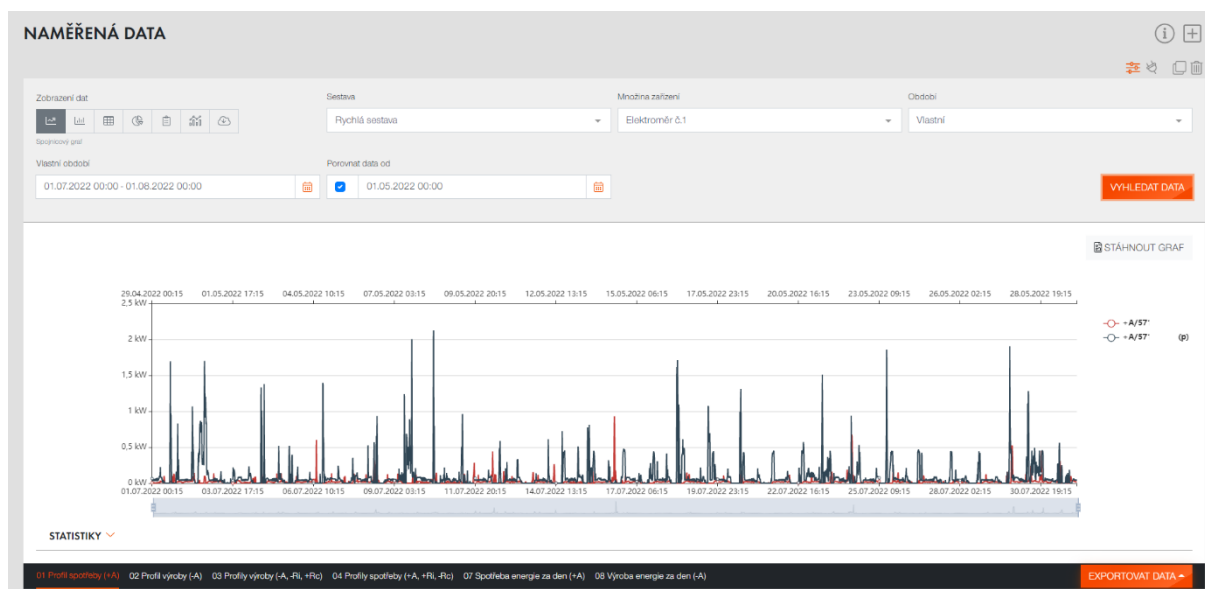 NAMĚŘENÁ DATA
Zobrazení dat
Sestava
Množina zařízení
Období
Rychlá sestava
Elektroměr č.1
Vlastní
Spojnicový graf
Vlastní období
Porovnat data od
01.07.2022 00:00 - 01.08.2022 00:00
01.05.2022 00:00
VYHLEDAT DATA
STÁHNOUT GRAF
29.04.2022 00:15 01.05.2022 17:15 04.05.2022 10:15 07.05.2022 03:15 09.05.2022 20:15 12.05.2022 13:15 15.05.2022 06:15 17.05.2022 23:15 20.05.2022 16:15 23.05.2022 09:15 26.05.2022 02:15 28.05.2022 19:15
2,5 kW
+A/57'
+A/57' (p)
2 kW
1,5 kW
1 kW
0,5 kW
0 kW
01.07.2022 00:15 03.07.2022 17:15 06.07.2022 10:15 09.07.2022 03:15 11.07.2022 20:15 14.07.2022 13:15 17.07.2022 06:15 19.07.2022 23:15 22.07.2022 16:15 25.07.2022 09:15 28.07.2022 02:15 30.07.2022 19:15
STATISTIKY
01 Profil spotřeby (+A) 02 Profil výroby (-A) 03 Profily výroby (-A, -Ri, +Rc) 04 Profily spotřeby (+A, +Ri, -Rc) 07 Spotřeba energie za den (+A) 08 Výroba energie za den (-A)
EXPORTOVAT DATA